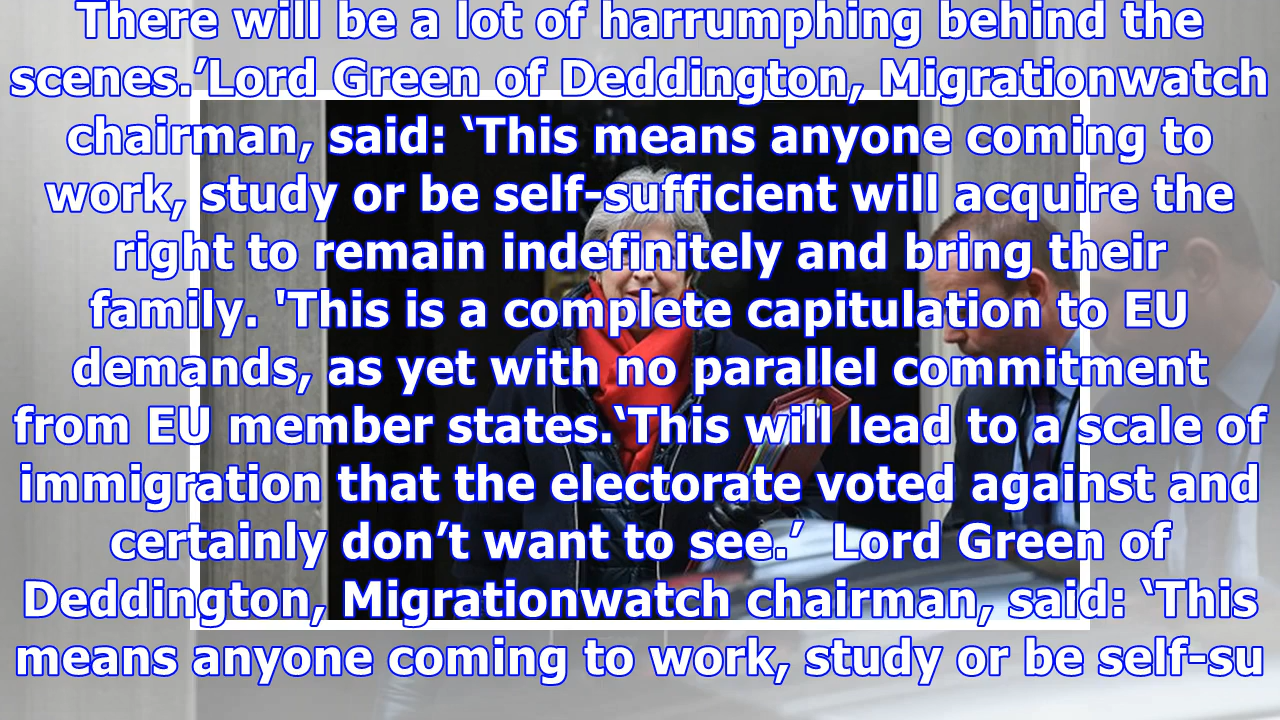 There will be a lot of harrumphing behind the
scenes.’Lord Green of Deddington, Migrationwatch
chairman, said: ‘This means anyone coming to
work, study or be self-sufficient will acquire the
right to remain indefinitely and bring their
family. 'This is a complete capitulation to EU
demands, as yet with no parallel commitment
from EU member states.‘This will lead to a scale of
immigration that the electorate voted against and
certainly don’t want to see.’ Lord Green of
Deddington, Migrationwatch chairman, said: ‘This
means anyone coming to work, study or be self-su